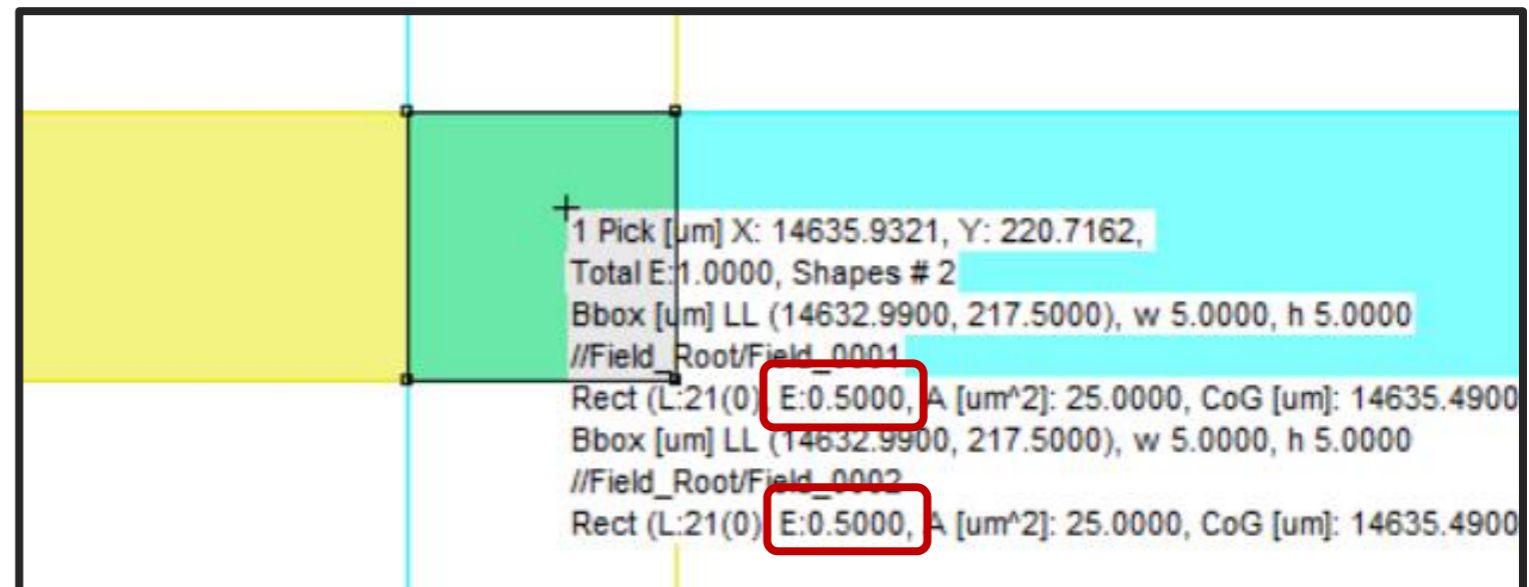 1 Pick [um] X: 14635.9321, Y: 220.7162,
Total E:1.0000, Shapes # 2
Bbox [um] LL (14632.9900, 217.5000), w 5.0000, h 5.0000
//Field_Root/Field_0001
Rect (L:21(0), E:0.5000, A [um^2]: 25.0000, CoG [um]: 14635.4900
Bbox [um] LL (14632.9900, 217.5000), w 5.0000, h 5.0000
//Field_Root/Field_0002
Rect (L:21(0), E:0.5000, A [um^2]: 25.0000, CoG [um]: 14635.4900